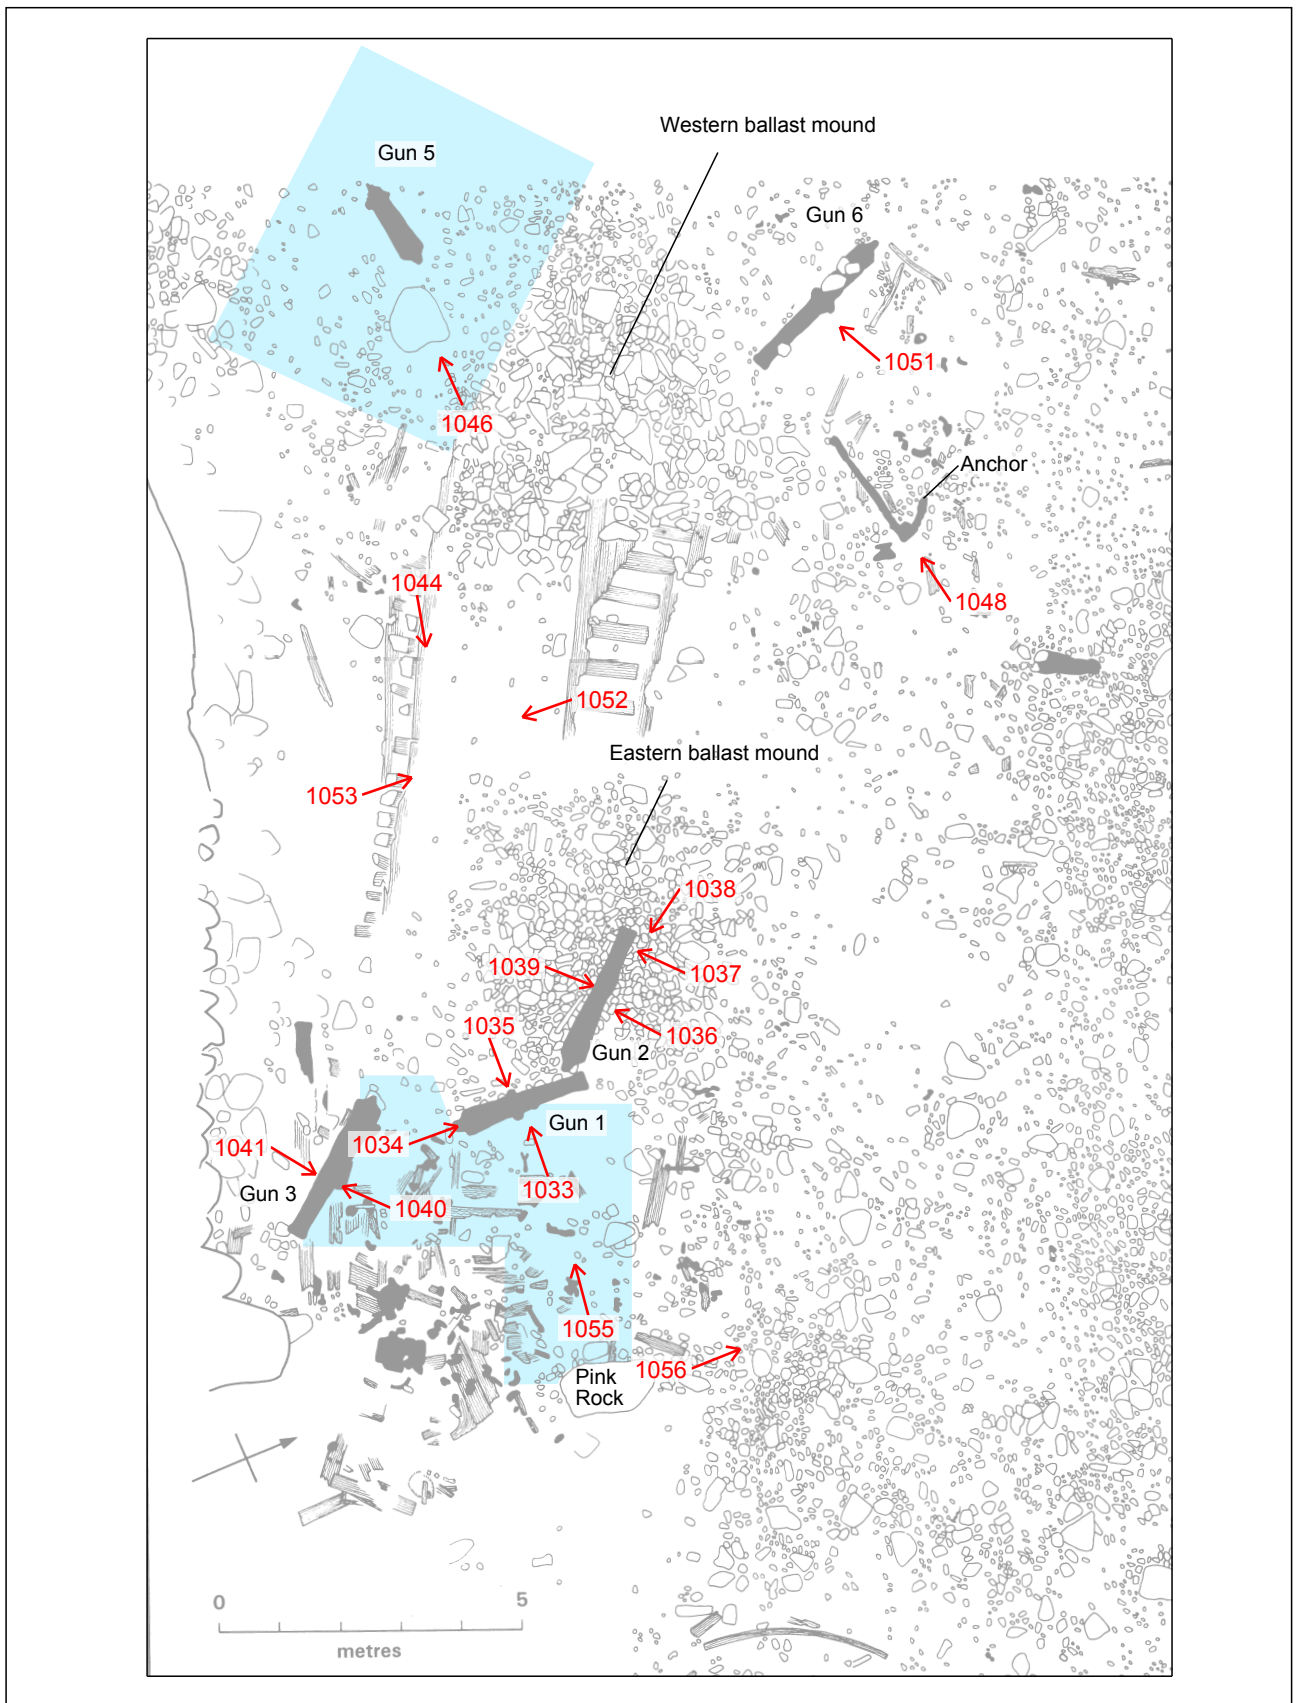 Western ballast mound
Gun 5
Gun 6
1051
1046
Anchor
1044
1048
1052
Eastern ballast mound
1053
1038
1039
1037
1035
1036
Gun 2
Gun 1
1034
1041
1033
Gun 3
1040
1055
1056
Pink
Rock
0 5
metres